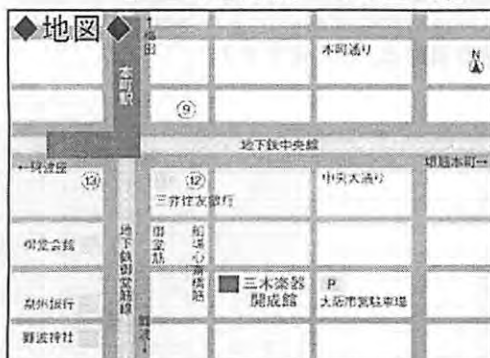 ◆地図◆
↑梅田
本町通り
N
本町駅
⑨
地下鉄中央線
←阿波座
堺筋本町→
⑬
⑫
中央大通り
三井住友銀行
御堂会館
地下鉄御堂筋線
御堂筋
船場心斎橋筋
三木楽器
開成館
P
大阪市営駐車場
泉州銀行
難波神社
難波↓